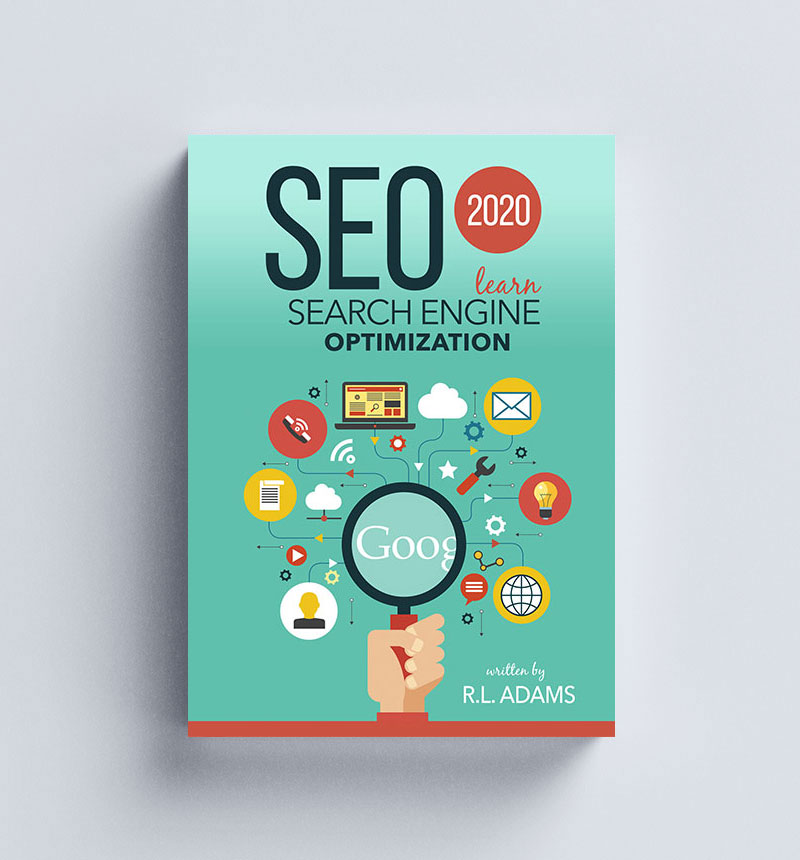 SEO
2020
learn
SEARCH ENGINE
OPTIMIZATION
Goog
written by
R.L. ADAMS